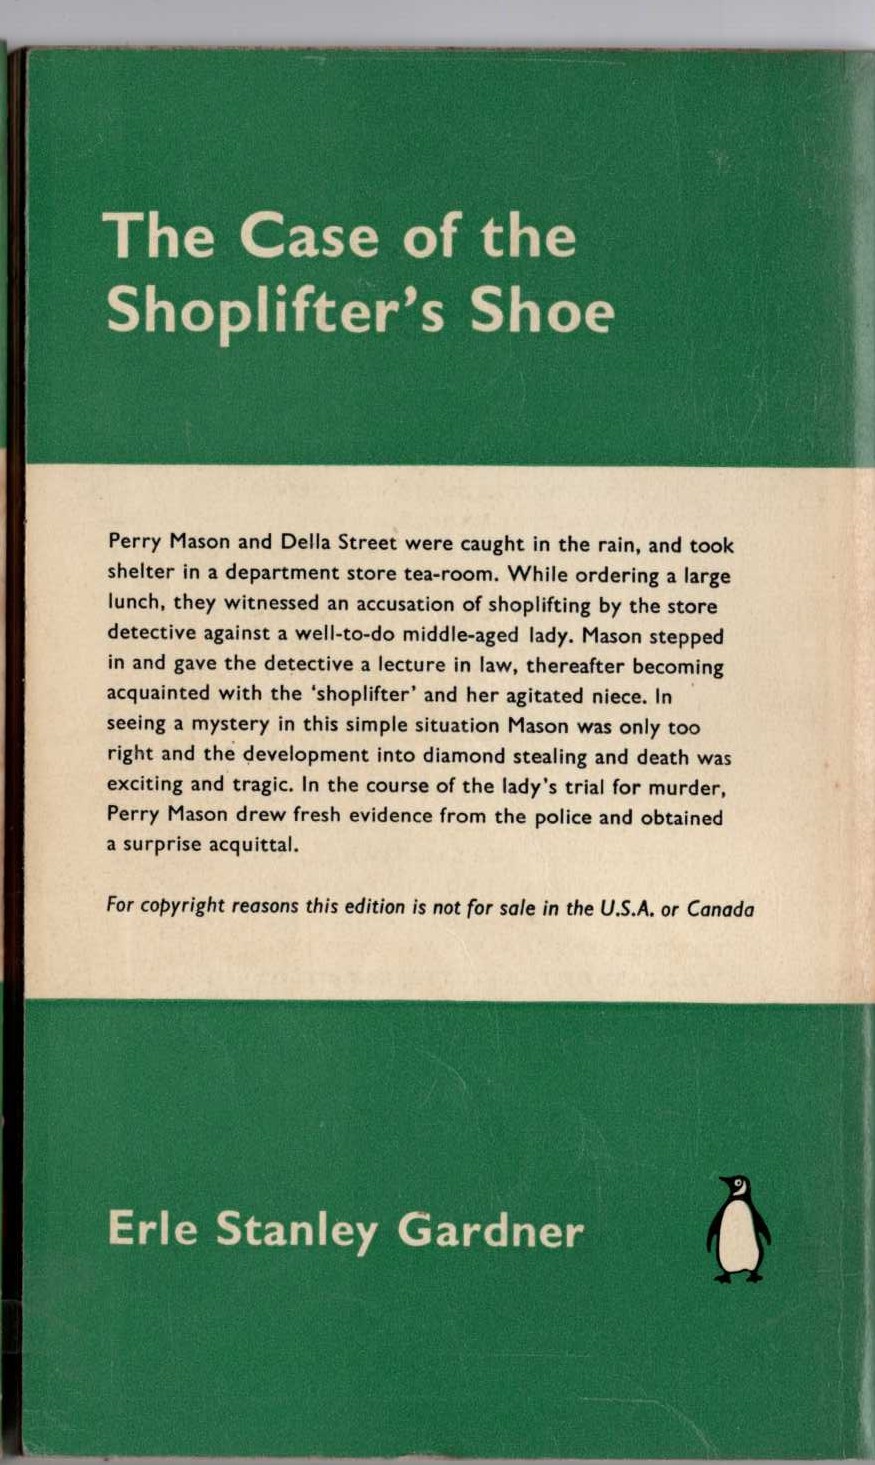 The Case of the
Shoplifter's Shoe
Perry Mason and Della Street were caught in the rain, and took
shelter in a department store tea-room. While ordering a large
lunch, they witnessed an accusation of shoplifting by the store
detective against a well-to-do middle-aged lady. Mason stepped
in and gave the detective a lecture in law, thereafter becoming
acquainted with the ‘shoplifter’ and her agitated niece. In
seeing a mystery in this simple situation Mason was only too
right and the development into diamond stealing and death was
exciting and tragic. In the course of the lady's trial for murder,
Perry Mason drew fresh evidence from the police and obtained
a surprise acquittal.
For copyright reasons this edition is not for sale in the U.S.A. or Canada
Erle Stanley Gardner